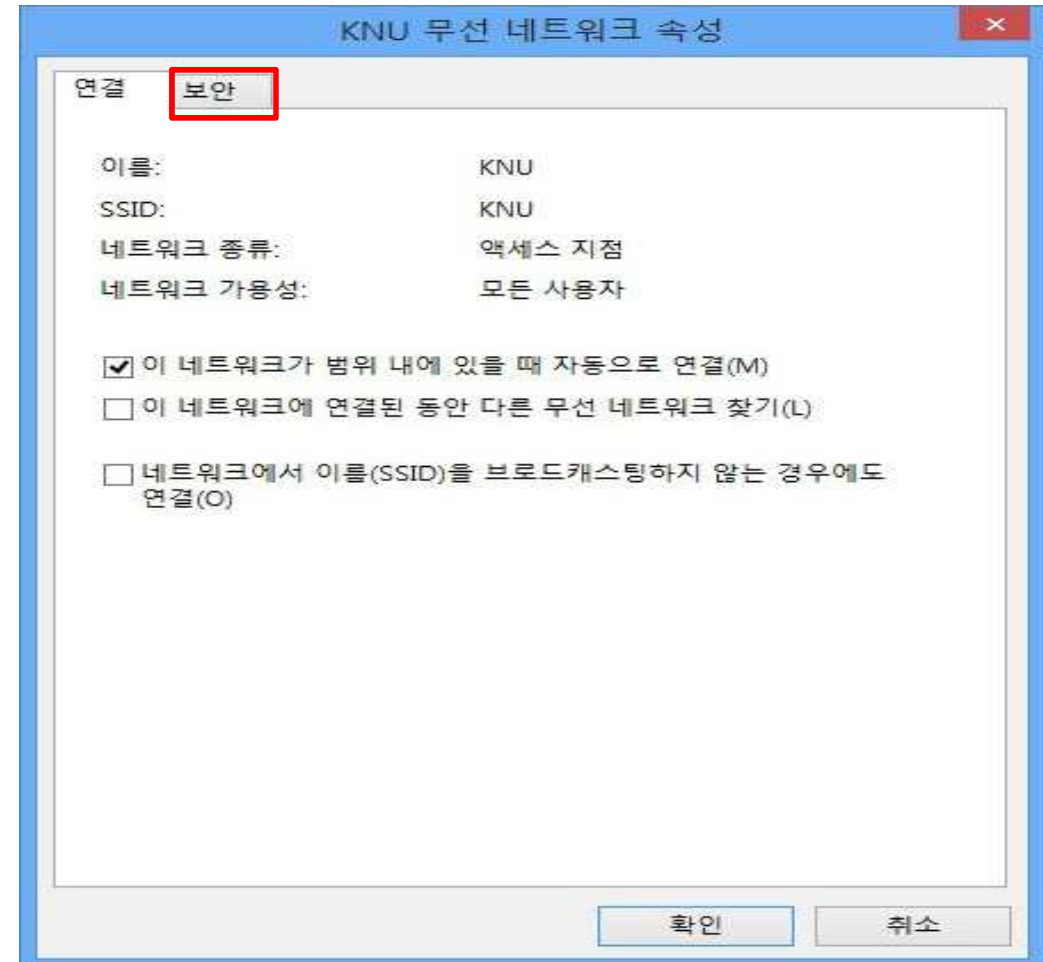 KNU 무선 네트워크 속성
연결 보안
이름: KNU
SSID: KNU
네트워크 종류: 액세스 지점
네트워크 가용성: 모든 사용자
이 네트워크가 범위 내에 있을 때 자동으로 연결(M)
이 네트워크에 연결된 동안 다른 무선 네트워크 찾기(L)
네트워크에서 이름(SSID)을 브로드캐스팅하지 않는 경우에도
연결(O)
확인 취소